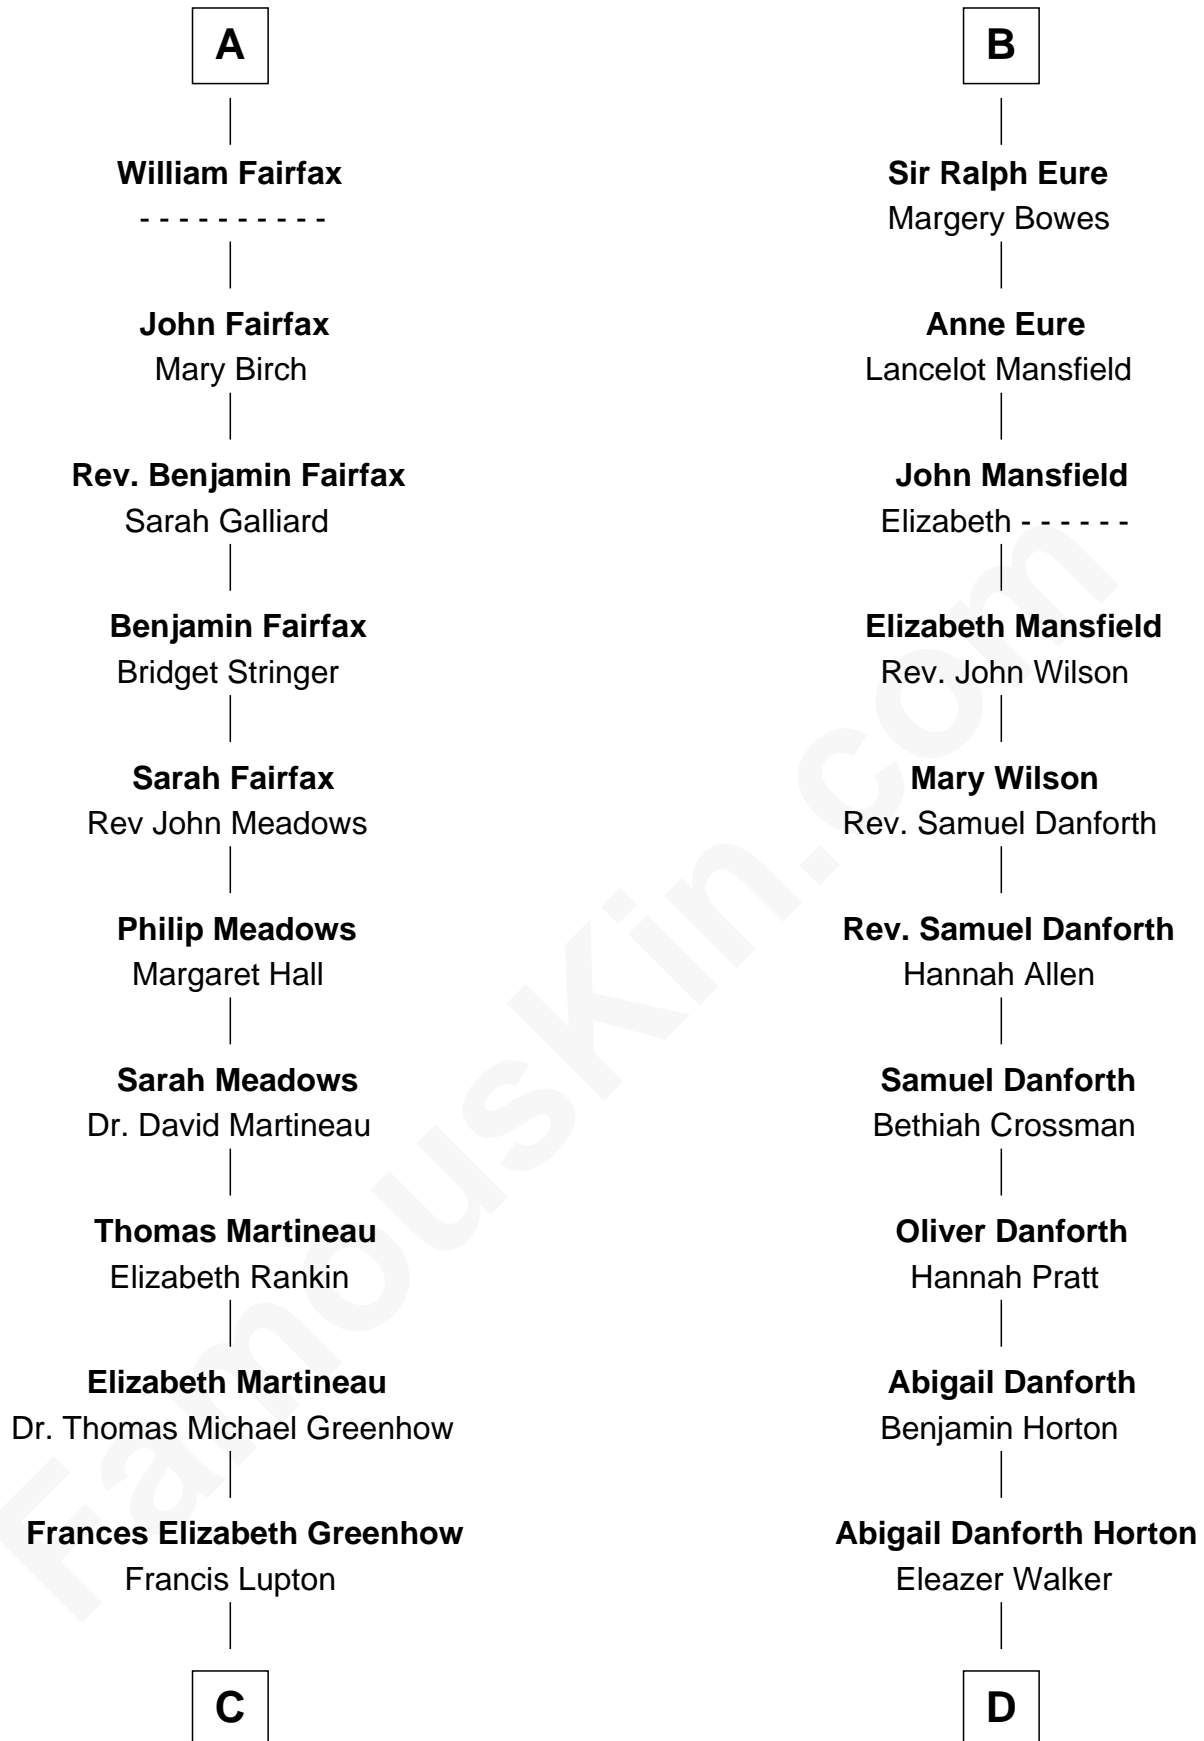 A
William Fairfax
- - - - - - - - - -
John Fairfax
Mary Birch
Rev. Benjamin Fairfax
Sarah Galliard
Benjamin Fairfax
Bridget Stringer
Sarah Fairfax
Rev John Meadows
Philip Meadows
Margaret Hall
Sarah Meadows
Dr. David Martineau
Thomas Martineau
Elizabeth Rankin
Elizabeth Martineau
Dr. Thomas Michael Greenhow
Frances Elizabeth Greenhow
Francis Lupton
C
B
Sir Ralph Eure
Margery Bowes
Anne Eure
Lancelot Mansfield
John Mansfield
Elizabeth - - - - - -
Elizabeth Mansfield
Rev. John Wilson
Mary Wilson
Rev. Samuel Danforth
Rev. Samuel Danforth
Hannah Allen
Samuel Danforth
Bethiah Crossman
Oliver Danforth
Hannah Pratt
Abigail Danforth
Benjamin Horton
Abigail Danforth Horton
Eleazer Walker
D
FamousKin.com